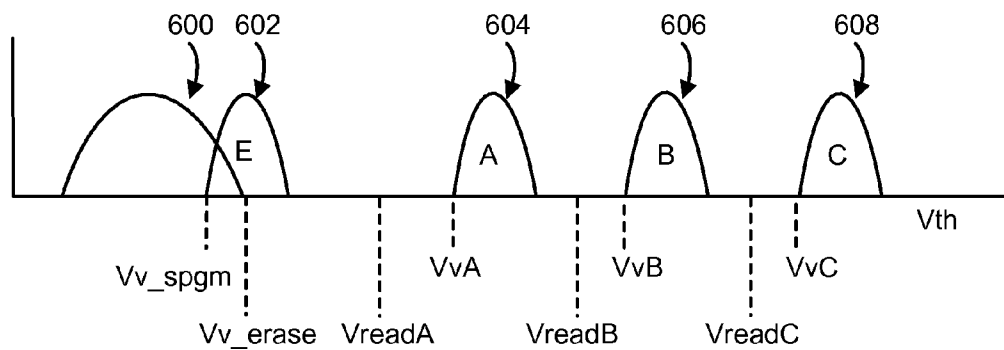 600 602 604 606 608
E A B C
Vth
Vv_spgm VvA VvB VvC
Vv_erase VreadA VreadB VreadC